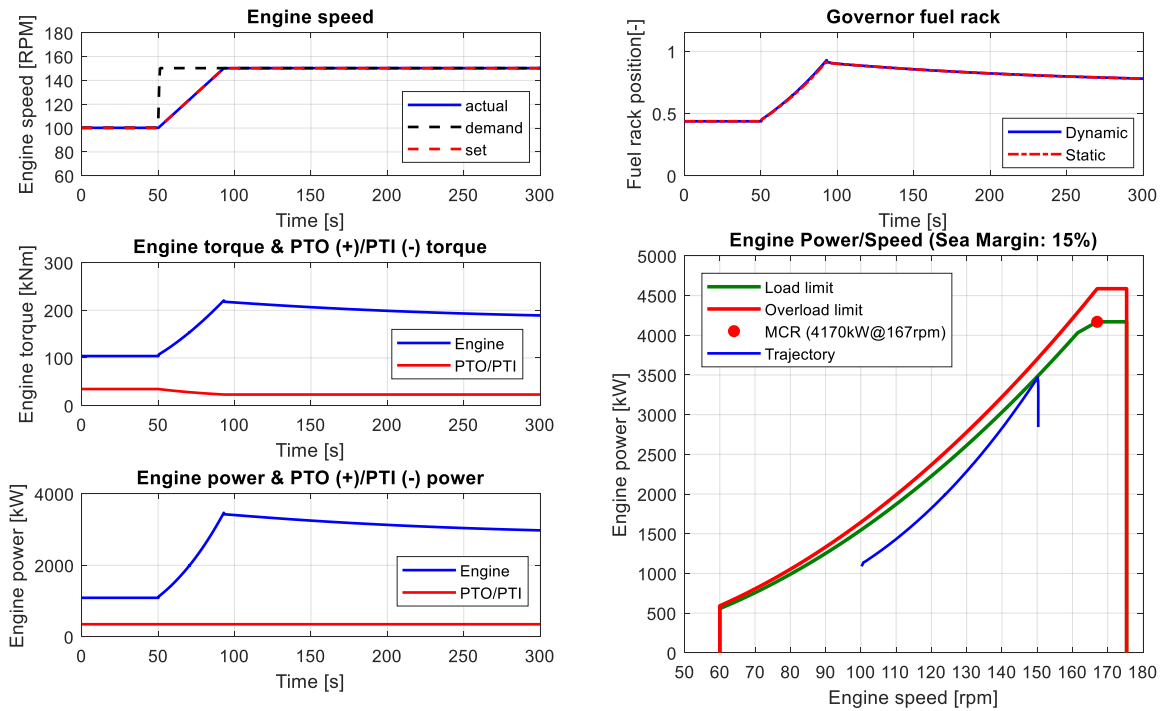 Engine speed
Engine speed [RPM]
180
160
140
120
100
80
60
actual
demand
set
0
50
100
150
200
250
300
Time [s]
Governor fuel rack
Fuel rack position[-]
1
0.5
0
Dynamic
Static
0
50
100
150
200
250
300
Time [s]
Engine torque & PTO (+)/PTI (-) torque
Engine torque [kNm]
300
200
100
0
Engine
PTO/PTI
0
50
100
150
200
250
300
Time [s]
Engine power & PTO (+)/PTI (-) power
Engine power [kW]
4000
2000
0
Engine
PTO/PTI
0
50
100
150
200
250
300
Time [s]
Engine Power/Speed (Sea Margin: 15%)
Engine power [kW]
5000
4500
4000
3500
3000
2500
2000
1500
1000
500
0
Load limit
Overload limit
MCR (4170kW@167rpm)
Trajectory
50
60
70
80
90
100
110
120
130
140
150
160
170
180
Engine speed [rpm]